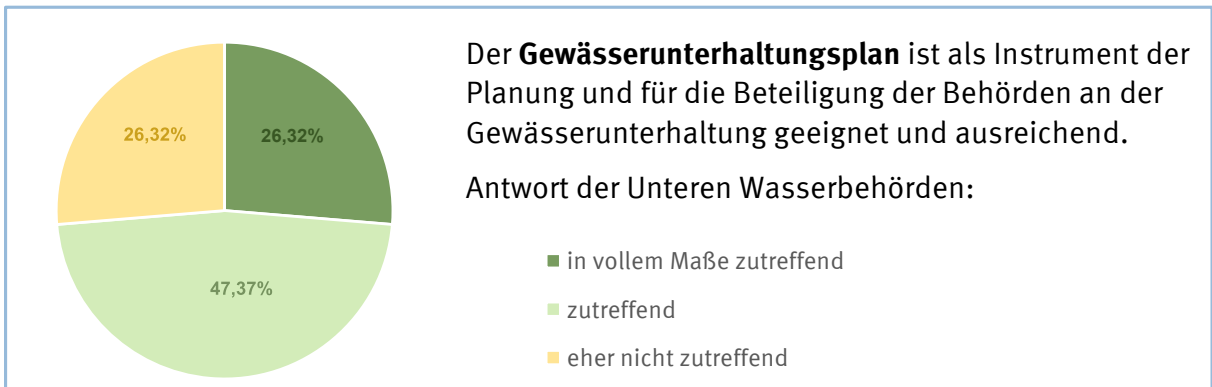 26,32%
26,32%
47,37%
Der Gewässerunterhaltungsplan ist als Instrument der
Planung und für die Beteiligung der Behörden an der
Gewässerunterhaltung geeignet und ausreichend.
Antwort der Unteren Wasserbehörden:
in vollem Maße zutreffend
zutreffend
eher nicht zutreffend